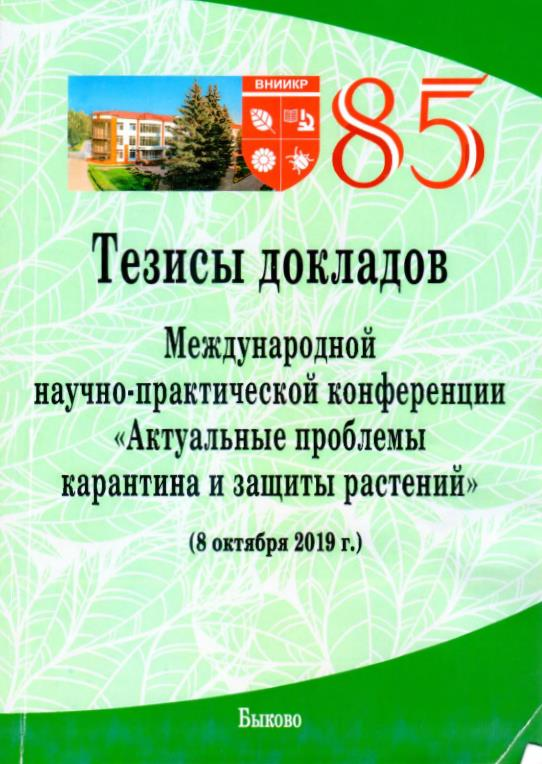 ВНИИКР
85
Тезисы докладов
Международной
научно-практической конференции
«Актуальные проблемы
карантина и защиты растений»
(8 октября 2019 г.)
Быково